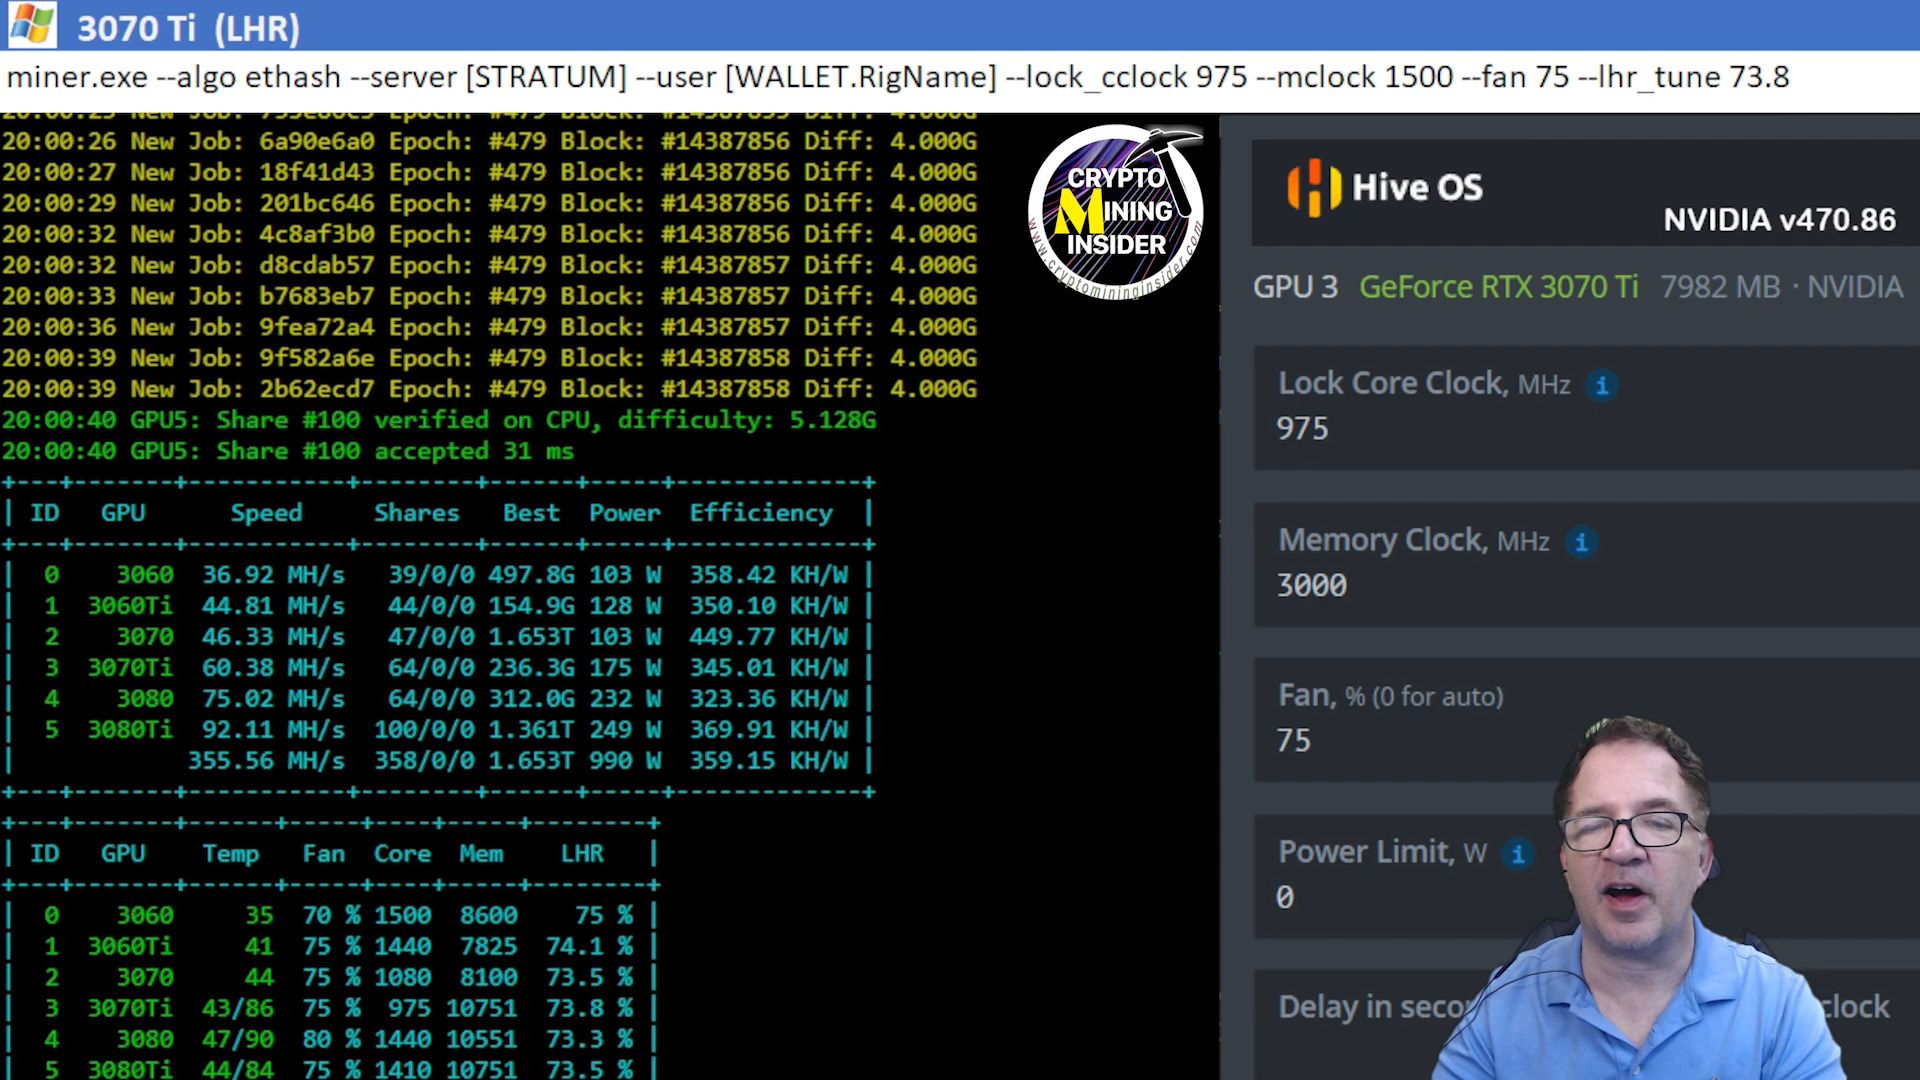 3070 Ti (LHR)
miner.exe --algo ethash --server [STRATUM] --user [WALLET.RigName] --lock_cclock 975 --mclock 1500 --fan 75 --lhr_tune 73.8
20:00:26 New Job: 6a90e6a0 Epoch: #479 Block: #14387856 Diff: 4.000G
20:00:27 New Job: 18f41d43 Epoch: #479 Block: #14387856 Diff: 4.000G
20:00:29 New Job: 201bc646 Epoch: #479 Block: #14387856 Diff: 4.000G
20:00:32 New Job: 4c8af3b0 Epoch: #479 Block: #14387856 Diff: 4.000G
20:00:32 New Job: d8cdab57 Epoch: #479 Block: #14387857 Diff: 4.000G
20:00:33 New Job: b7683eb7 Epoch: #479 Block: #14387857 Diff: 4.000G
20:00:36 New Job: 9fea72a4 Epoch: #479 Block: #14387857 Diff: 4.000G
20:00:39 New Job: 9f582a6e Epoch: #479 Block: #14387858 Diff: 4.000G
20:00:39 New Job: 2b62ecd7 Epoch: #479 Block: #14387858 Diff: 4.000G
20:00:40 GPU5: Share #100 verified on CPU, difficulty: 5.128G
20:00:40 GPU5: Share #100 accepted 31 ms
ID GPU Speed Shares Best Power Efficiency
0 3060 36.92 MH/s 39/0/0 497.8G 103 W 358.42 KH/W
1 3060Ti 44.81 MH/s 44/0/0 154.9G 128 W 350.10 KH/W
2 3070 46.33 MH/s 47/0/0 1.653T 103 W 449.77 KH/W
3 3070Ti 60.38 MH/s 64/0/0 236.3G 175 W 345.01 KH/W
4 3080 75.02 MH/s 64/0/0 312.0G 232 W 323.36 KH/W
5 3080Ti 92.11 MH/s 100/0/0 1.361T 249 W 369.91 KH/W
355.56 MH/s 358/0/0 1.653T 990 W 359.15 KH/W
ID GPU Temp Fan Core Mem LHR
0 3060 35 70 % 1500 8600 75 %
1 3060Ti 41 75 % 1440 7825 74.1 %
2 3070 44 75 % 1080 8100 73.5 %
3 3070Ti 43/86 75 % 975 10751 73.8 %
4 3080 47/90 80 % 1440 10551 73.3 %
5 3080Ti 44/84 75 % 1410 10751 73.5 %
CRYPTO
MINING
INSIDER
www.cryptomininginsider.com
Hive OS
NVIDIA v470.86
GPU 3 GeForce RTX 3070 Ti 7982 MB · NVIDIA
Lock Core Clock, MHz i
975
Memory Clock, MHz i
3000
Fan, % (0 for auto)
75
Power Limit, W i
0
Delay in clock